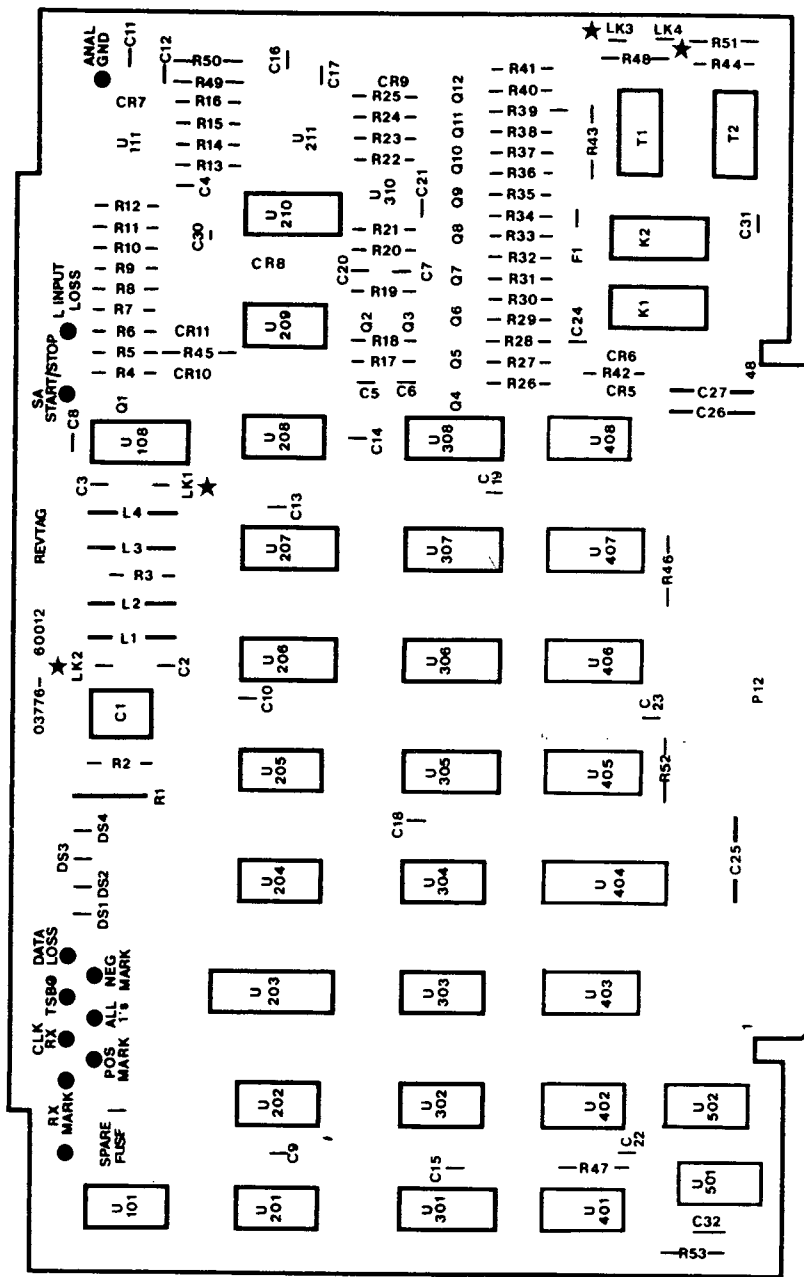 ANAL GND
C11
C12
R50
R49
R16
R15
R14
R13
C4
CR7
U 111
C16
C17
U 211
CR9
R25
R24
R23
R22
U 310
C21
Q12
Q11
Q10
Q9
Q8
Q7
Q6
Q5
Q4
R41
R40
R39
R38
R37
R36
R35
R34
R33
R32
R31
R30
R29
R28
R27
R26
LK3
LK4
R48
R51
R44
R43
T1
T2
K2
K1
C31
F1
C24
CR6
R42
CR5
48
C27
C26
R12
R11
R10
R9
R8
R7
R6
R5
R4
L INPUT LOSS
SA START/STOP
C30
U 210
CR8
U 209
CR11
R45
CR10
R21
R20
C20
C7
R19
Q2
Q3
R18
R17
C5
C6
C8
Q1
U 108
U 208
C14
U 308
U 408
C3
LK1
C13
C 19
REVTAG
L4
L3
R3
L2
L1
U 207
U 307
U 407
R46
03776- 60012
LK2
C2
U 206
U 306
U 406
C1
C10
C 23
P12
R2
R1
U 205
U 305
U 405
R52
DS4
DS3
DS2
DS1
C18
U 204
U 304
U 404
C25
DATA LOSS
TSBΦ
CLK RX
RX MARK
NEG MARK
ALL 1's
POS MARK
U 203
U 303
U 403
1
SPARE FUSE
U 202
U 302
U 402
U 502
C9
C15
C 22
R47
U 101
U 201
U 301
U 401
U 501
C32
R53